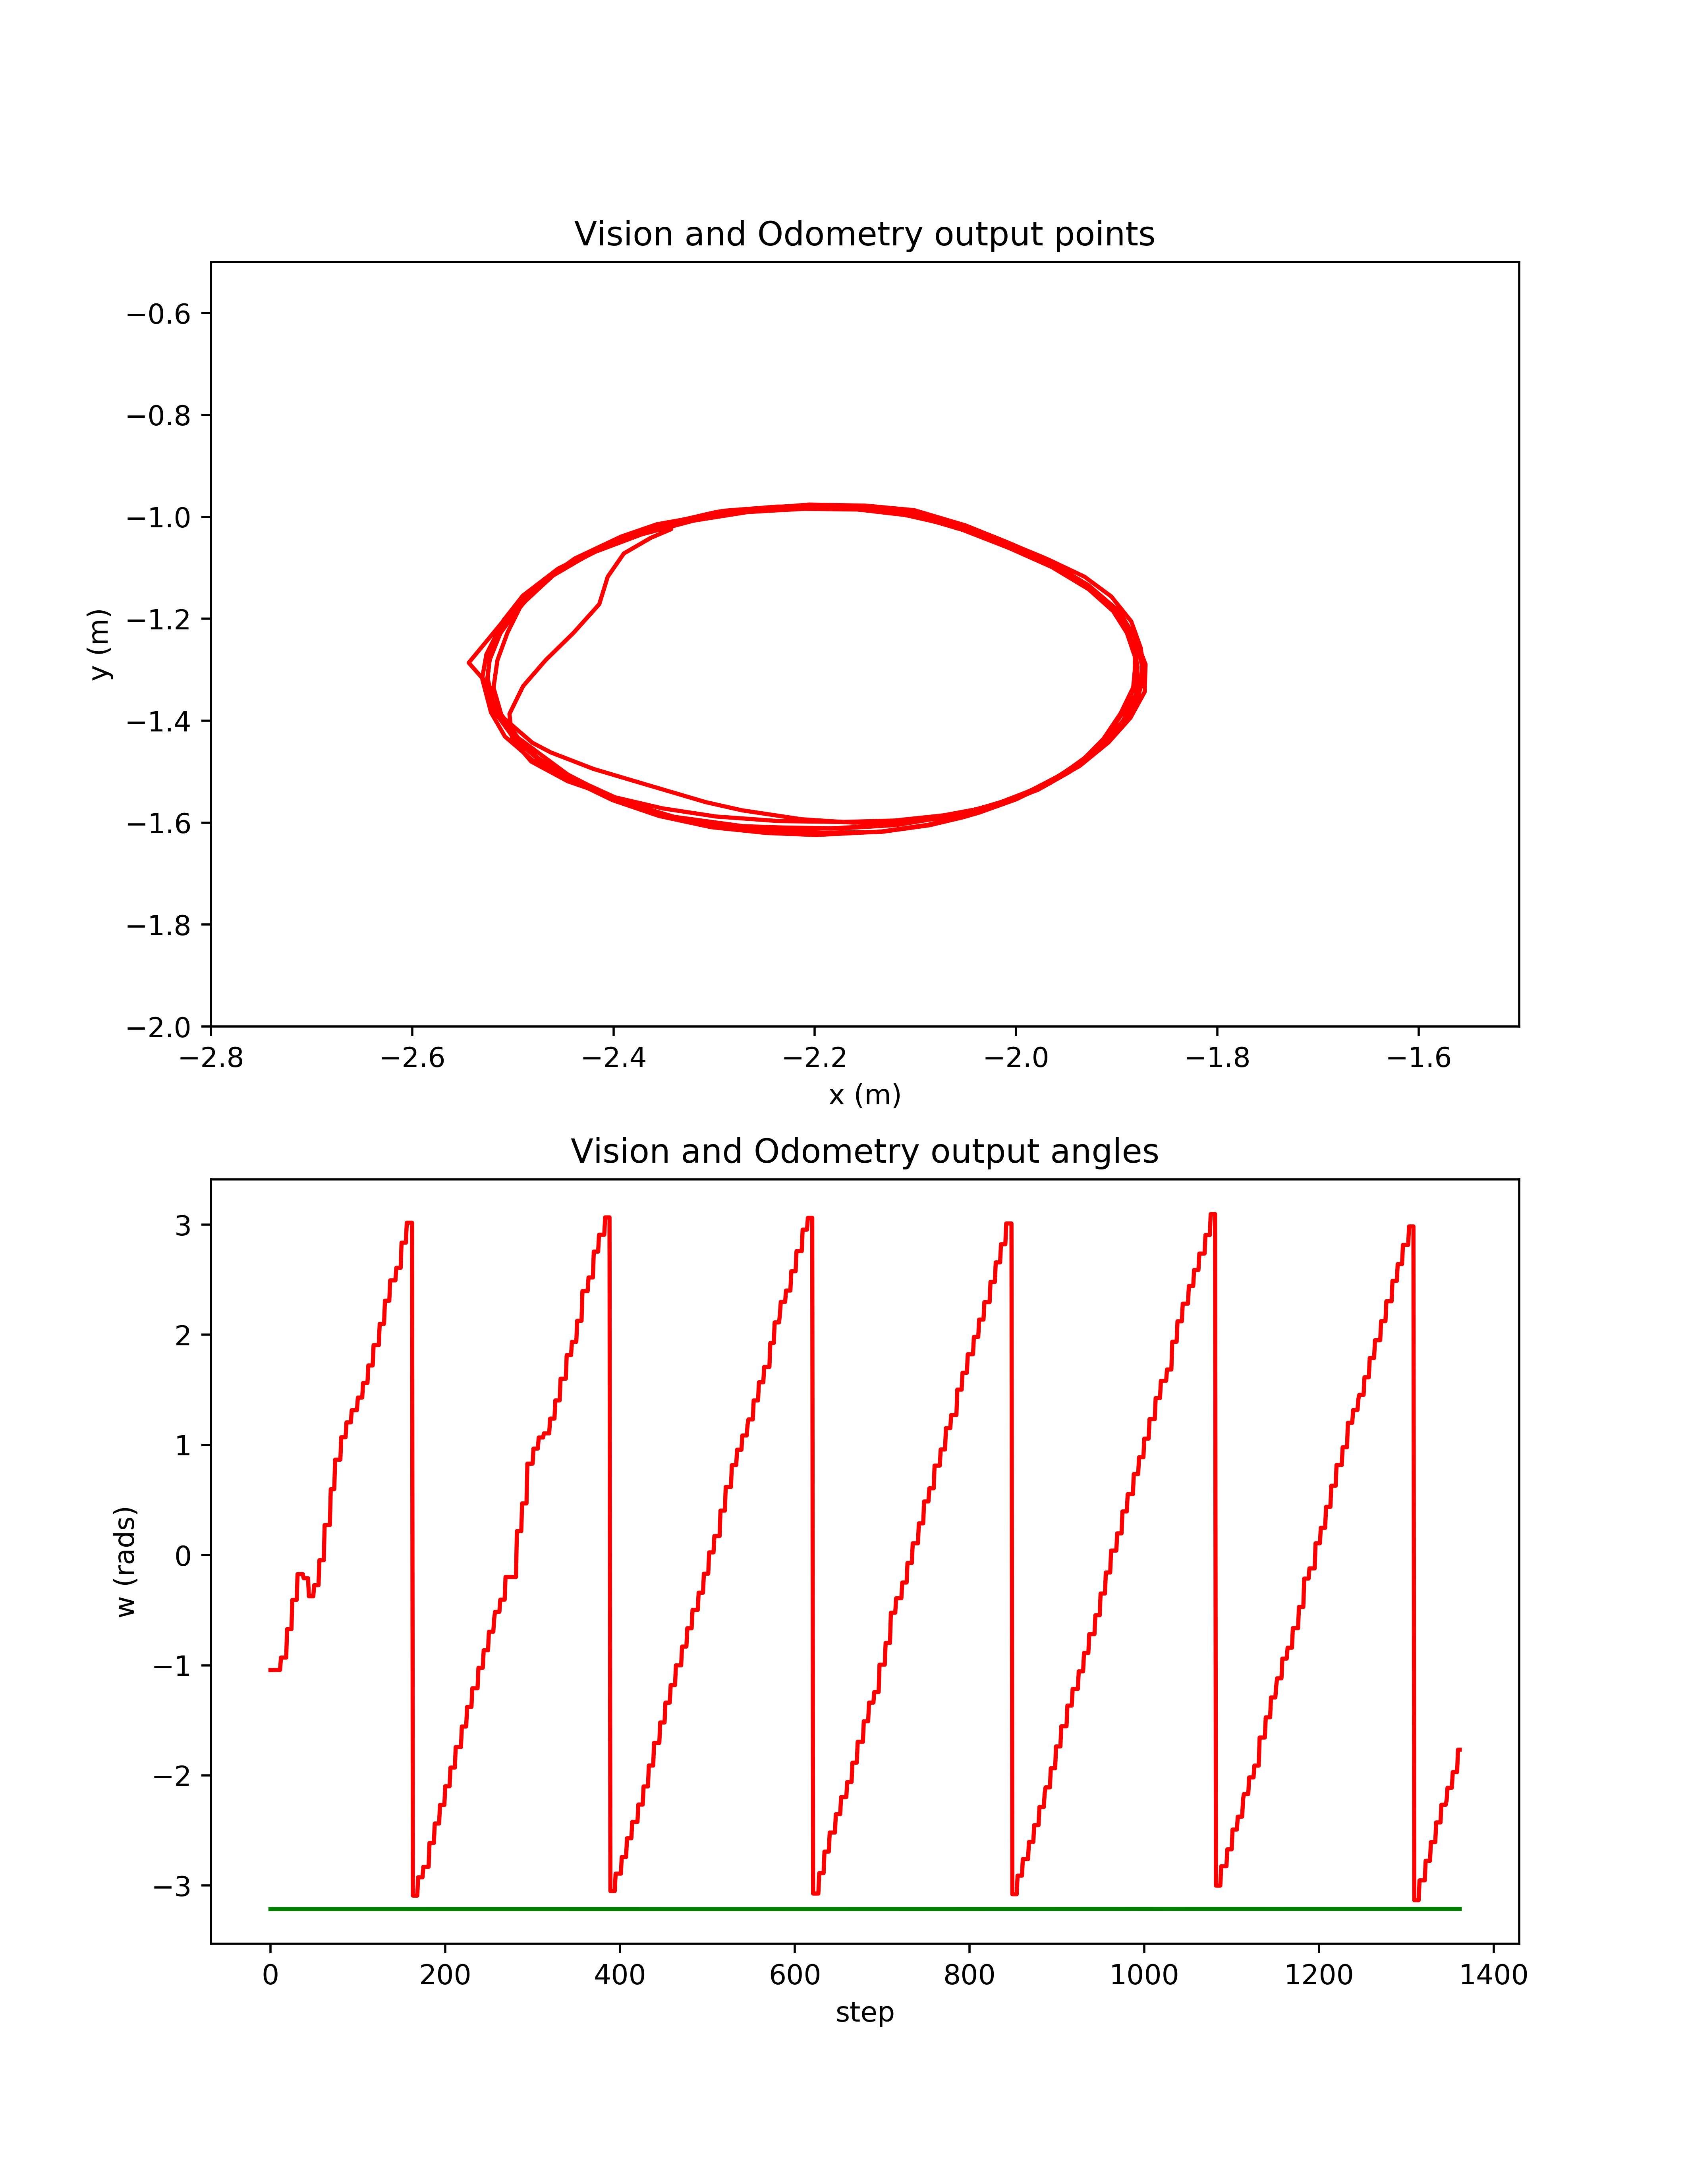 Vision and Odometry output points
−0.6
−0.8
−1.0
−1.2
−1.4
−1.6
−1.8
−2.0
y (m)
−2.8 −2.6 −2.4 −2.2 −2.0 −1.8 −1.6
x (m)
Vision and Odometry output angles
3
2
1
0
−1
−2
−3
w (rads)
0 200 400 600 800 1000 1200 1400
step